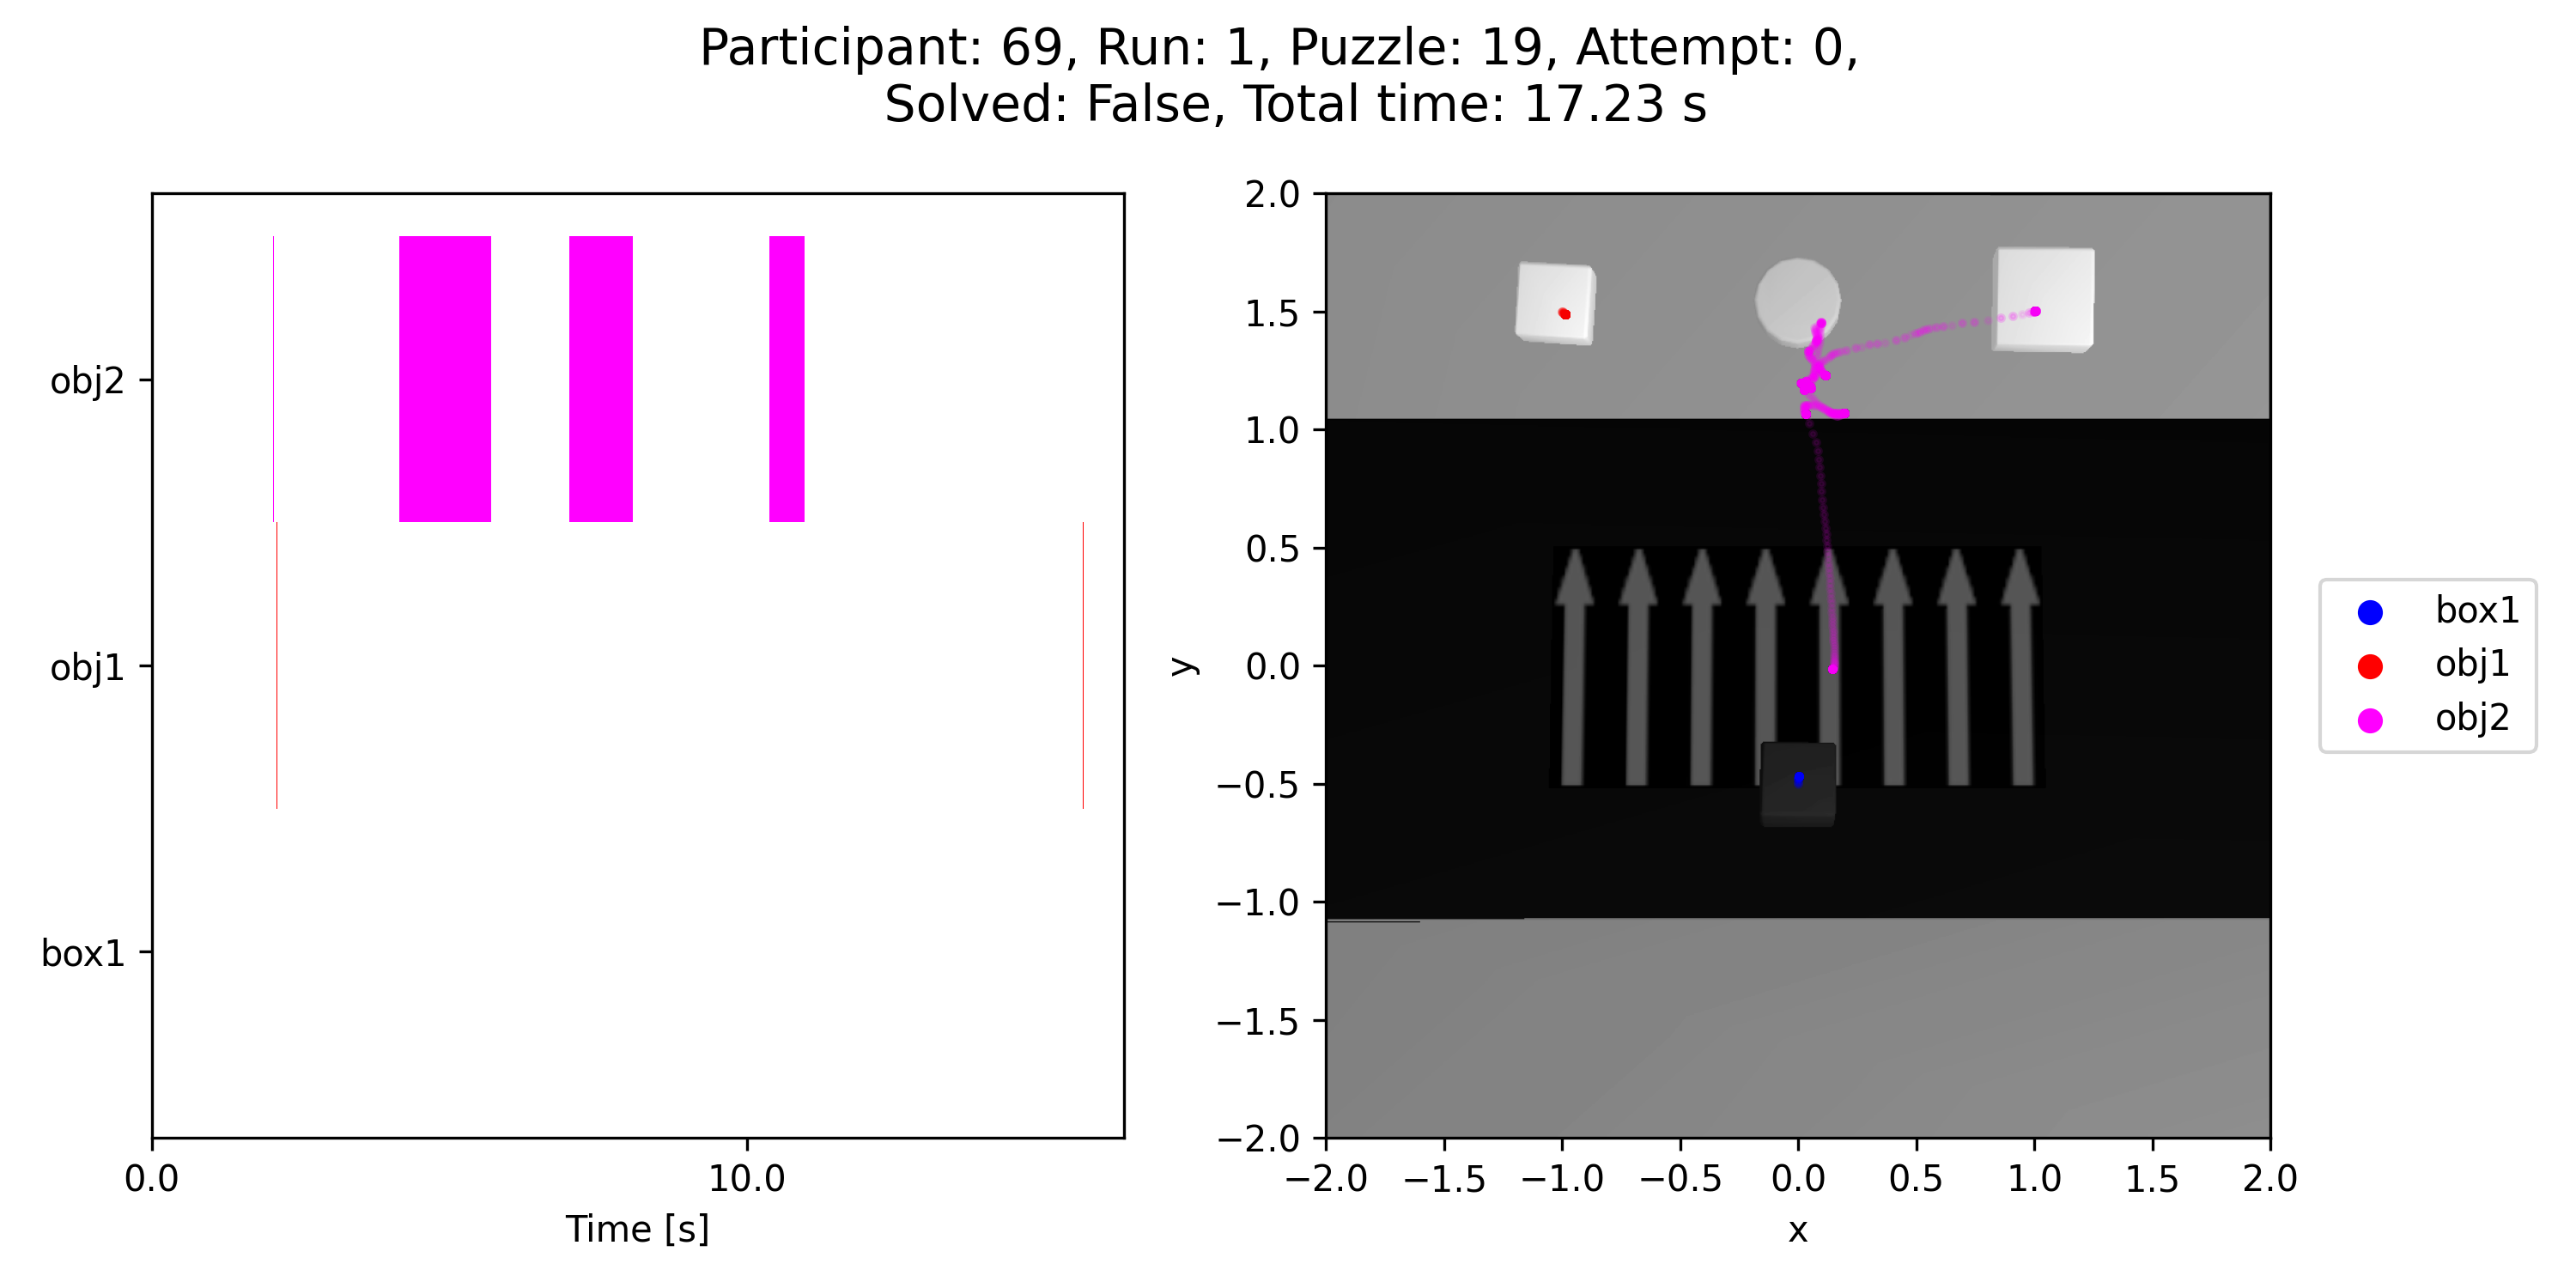 Participant: 69, Run: 1, Puzzle: 19, Attempt: 0,
Solved: False, Total time: 17.23 s
obj2
obj1
box1
0.0
10.0
Time [s]
2.0
1.5
1.0
0.5
0.0
−0.5
−1.0
−1.5
−2.0
y
−2.0
−1.5
−1.0
−0.5
0.0
0.5
1.0
1.5
2.0
x
box1
obj1
obj2